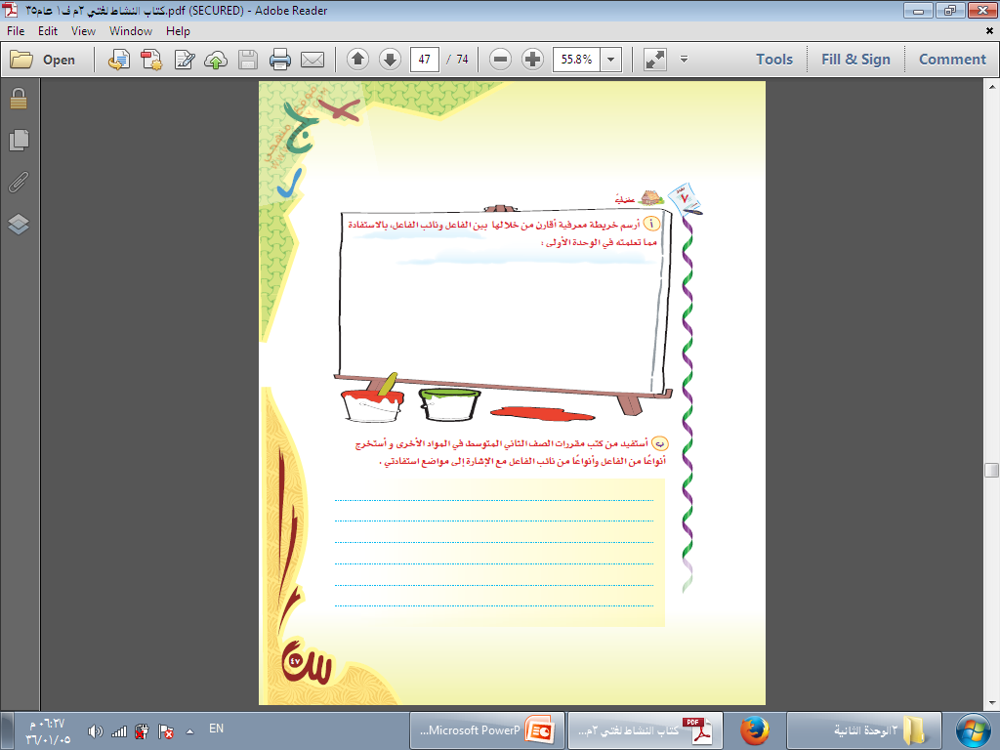 كتاب النشاط لغتي ٢م ف١ عام٣٥.pdf (SECURED) - Adobe Reader
File Edit View Window Help
Open 47 / 74 55.8% Tools Fill & Sign Comment
٧
منزلي
أ أرسم خريطة معرفية أقارن من خلالها بين الفاعل ونائب الفاعل، بالاستفادة
مما تعلمته في الوحدة الأولى :
ب أستفيد من كتب مقررات الصف الثاني المتوسط في المواد الأخرى و أستخرج
أنواعًا من الفاعل وأنواعًا من نائب الفاعل مع الإشارة إلى مواضع استفادتي .
٤٧
٠٦:٢٧ م
٣٦/٠١/٠٥
EN
...Microsoft PowerP
كتاب النشاط لغتي ٢م...
٢الوحدة الثانية